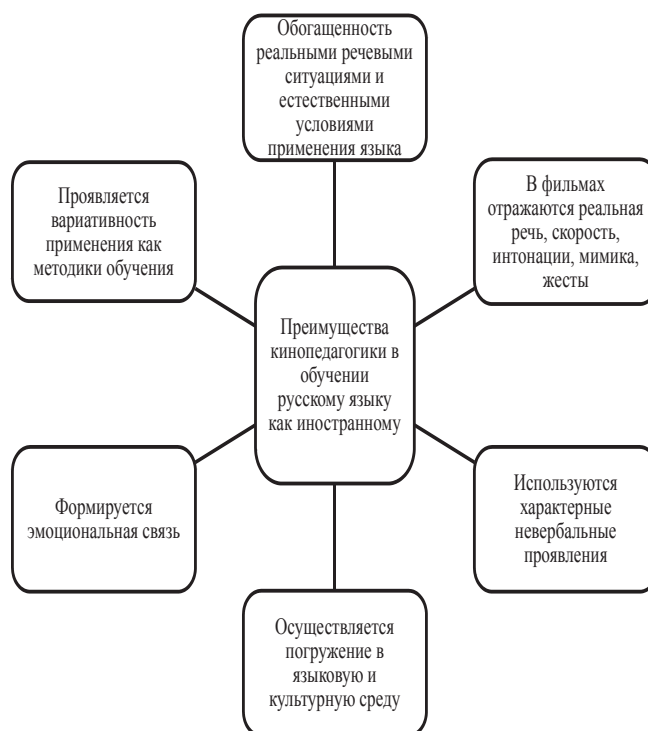 Обогащенность
реальными речевыми
ситуациями и
естественными
условиями
применения языка
Проявляется
вариативность
применения как
методики обучения
В фильмах
отражаются реальная
речь, скорость,
интонации, мимика,
жесты
Преимущества
кинопедагогики в
обучении
русскому языку
как иностранному
Формируется
эмоциональная связь
Используются
характерные
невербальные
проявления
Осуществляется
погружение в
языковую и
культурную среду